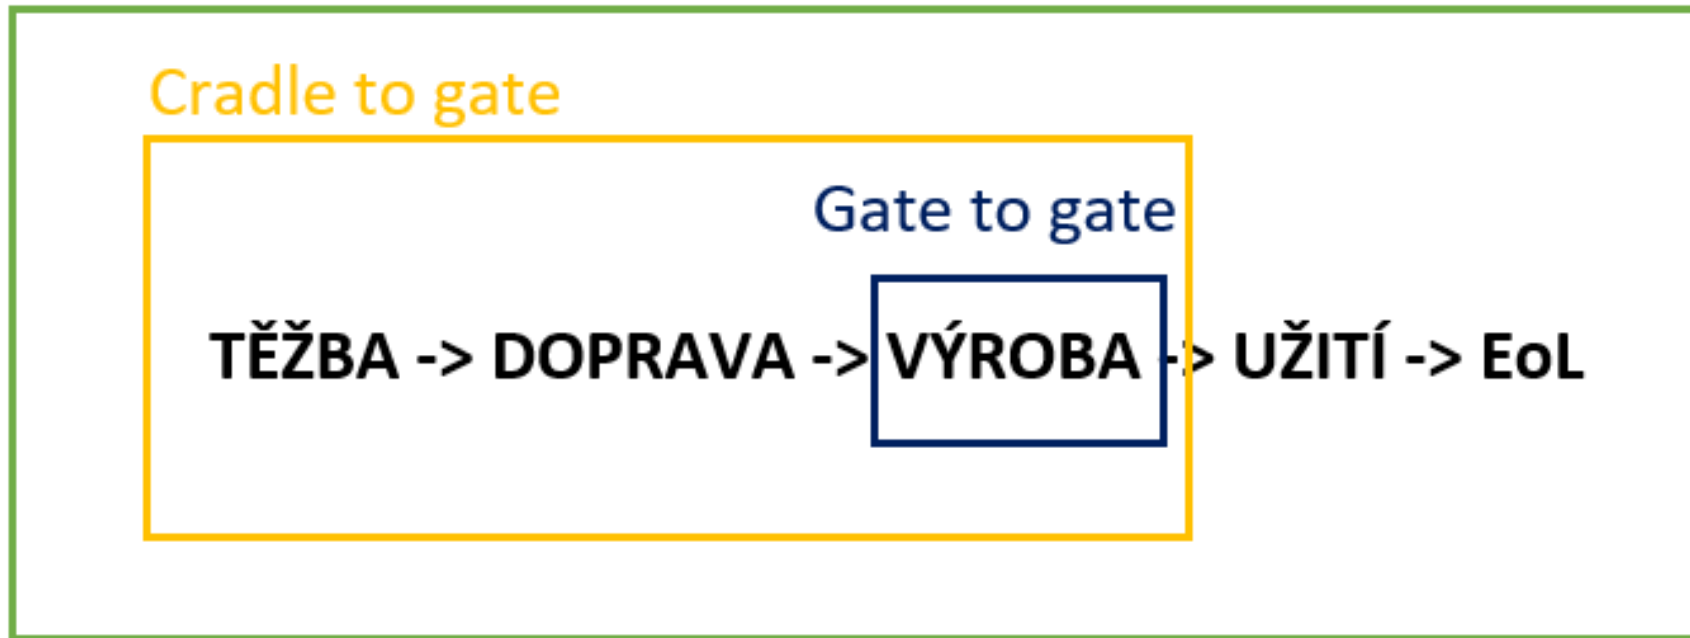 Cradle to gate
Gate to gate
TĚŽBA -> DOPRAVA -> VÝROBA -> UŽITÍ -> EoL